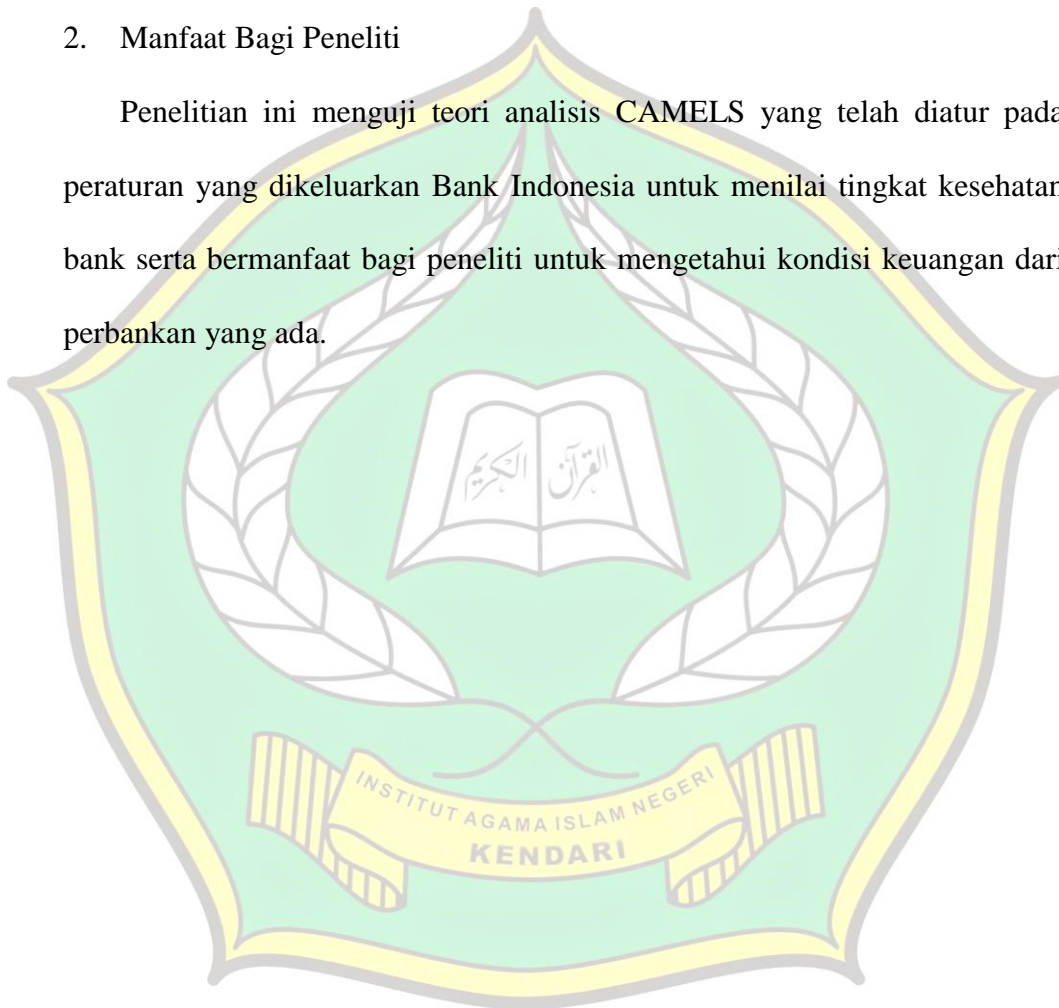 2. Manfaat Bagi Peneliti
Penelitian ini menguji teori analisis CAMELS yang telah diatur pada
peraturan yang dikeluarkan Bank Indonesia untuk menilai tingkat kesehatan
bank serta bermanfaat bagi peneliti untuk mengetahui kondisi keuangan dari
perbankan yang ada.
القرآن الكريم
INSTITUT AGAMA ISLAM NEGERI
KENDARI